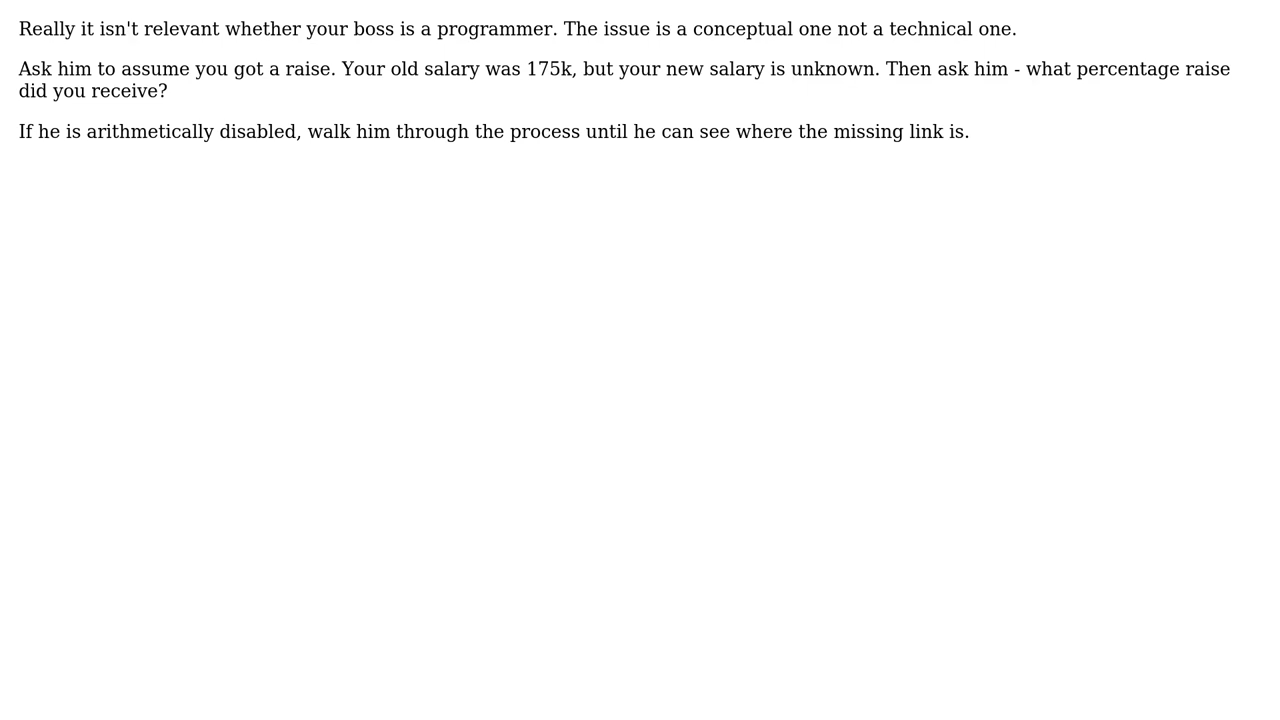 Really it isn't relevant whether your boss is a programmer. The issue is a conceptual one not a technical one.
Ask him to assume you got a raise. Your old salary was 175k, but your new salary is unknown. Then ask him - what percentage raise
did you receive?
If he is arithmetically disabled, walk him through the process until he can see where the missing link is.